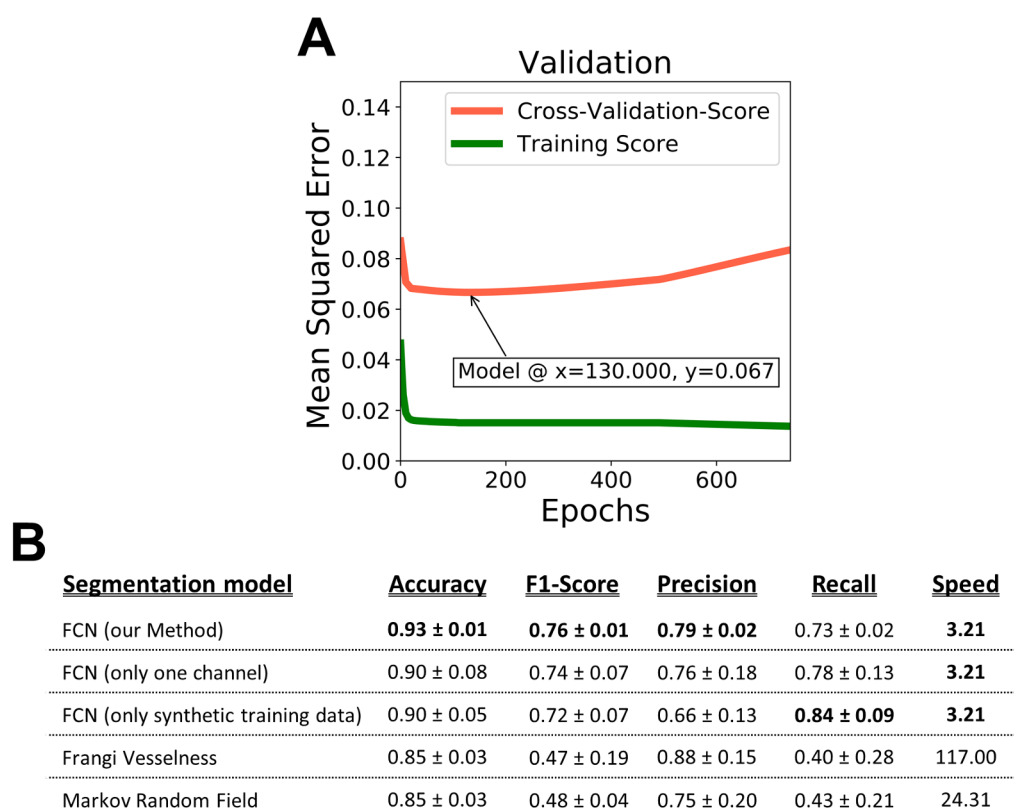 A
Validation
Cross-Validation-Score
Training Score
Mean Squared Error
0.14
0.12
0.10
0.08
0.06
0.04
0.02
0.00
Model @ x=130.000, y=0.067
0 200 400 600
Epochs
B
Segmentation model Accuracy F1-Score Precision Recall Speed
FCN (our Method) 0.93 ± 0.01 0.76 ± 0.01 0.79 ± 0.02 0.73 ± 0.02 3.21
FCN (only one channel) 0.90 ± 0.08 0.74 ± 0.07 0.76 ± 0.18 0.78 ± 0.13 3.21
FCN (only synthetic training data) 0.90 ± 0.05 0.72 ± 0.07 0.66 ± 0.13 0.84 ± 0.09 3.21
Frangi Vesselness 0.85 ± 0.03 0.47 ± 0.19 0.88 ± 0.15 0.40 ± 0.28 117.00
Markov Random Field 0.85 ± 0.03 0.48 ± 0.04 0.75 ± 0.20 0.43 ± 0.21 24.31